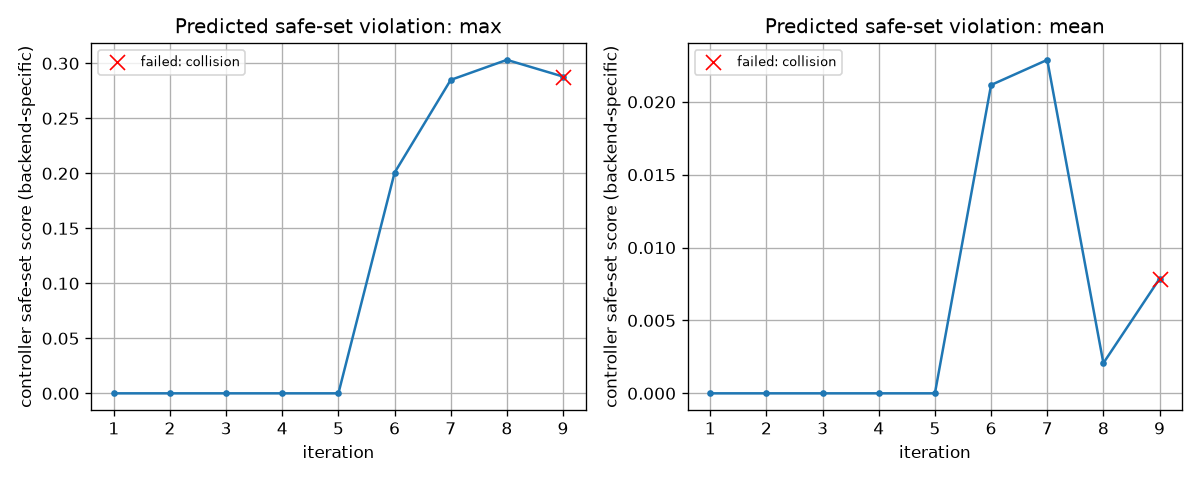 Predicted safe-set violation: max
controller safe-set score (backend-specific)
failed: collision
0.30
0.25
0.20
0.15
0.10
0.05
0.00
1 2 3 4 5 6 7 8 9
iteration
Predicted safe-set violation: mean
controller safe-set score (backend-specific)
failed: collision
0.020
0.015
0.010
0.005
0.000
1 2 3 4 5 6 7 8 9
iteration